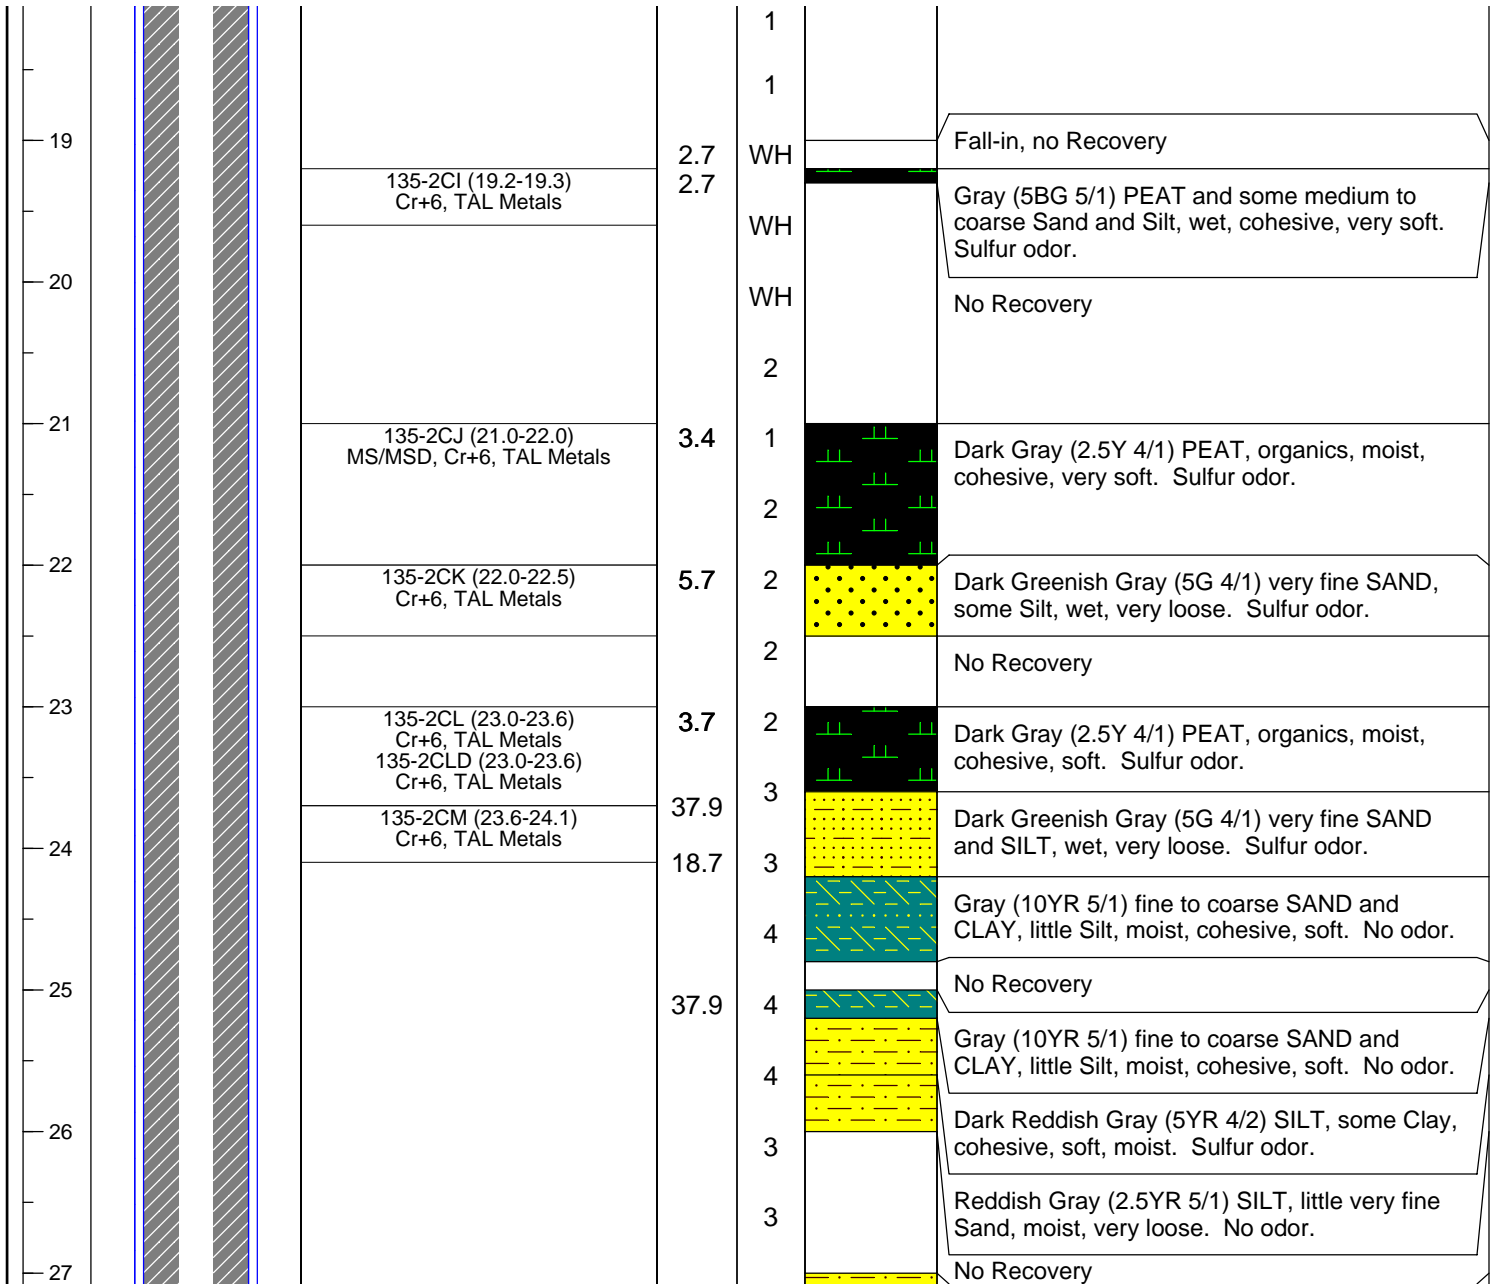 1
1
19
2.7
WH
Fall-in, no Recovery
135-2CI (19.2-19.3)
Cr+6, TAL Metals
2.7
Gray (5BG 5/1) PEAT and some medium to
coarse Sand and Silt, wet, cohesive, very soft.
Sulfur odor.
WH
20
WH
No Recovery
2
21
135-2CJ (21.0-22.0)
MS/MSD, Cr+6, TAL Metals
3.4
1
Dark Gray (2.5Y 4/1) PEAT, organics, moist,
cohesive, very soft.  Sulfur odor.
2
22
135-2CK (22.0-22.5)
Cr+6, TAL Metals
5.7
2
Dark Greenish Gray (5G 4/1) very fine SAND,
some Silt, wet, very loose.  Sulfur odor.
2
No Recovery
23
135-2CL (23.0-23.6)
Cr+6, TAL Metals
135-2CLD (23.0-23.6)
Cr+6, TAL Metals
3.7
2
Dark Gray (2.5Y 4/1) PEAT, organics, moist,
cohesive, soft.  Sulfur odor.
3
37.9
135-2CM (23.6-24.1)
Cr+6, TAL Metals
Dark Greenish Gray (5G 4/1) very fine SAND
and SILT, wet, very loose.  Sulfur odor.
24
18.7
3
Gray (10YR 5/1) fine to coarse SAND and
CLAY, little Silt, moist, cohesive, soft.  No odor.
4
25
No Recovery
37.9
4
Gray (10YR 5/1) fine to coarse SAND and
CLAY, little Silt, moist, cohesive, soft.  No odor.
4
Dark Reddish Gray (5YR 4/2) SILT, some Clay,
cohesive, soft, moist.  Sulfur odor.
26
3
Reddish Gray (2.5YR 5/1) SILT, little very fine
Sand, moist, very loose.  No odor.
3
27
No Recovery